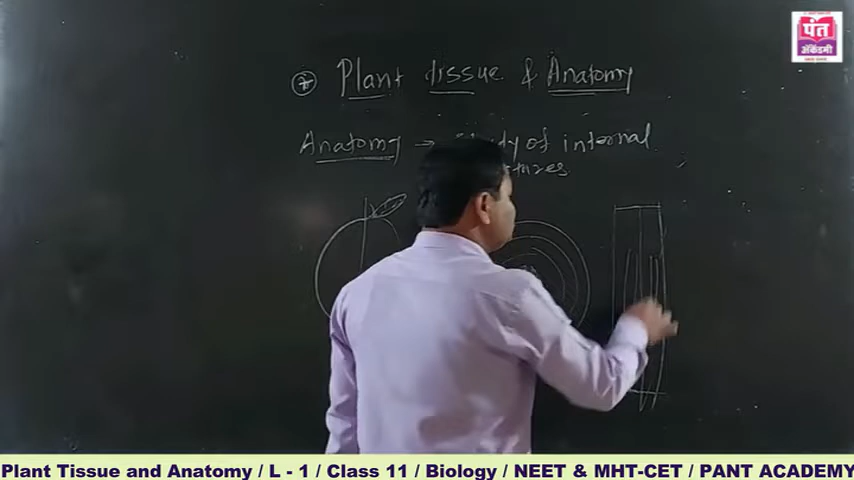 Plant tissue & Anatomy
Anatomy → study of internal
पंत
अॅकॅडमी
Plant Tissue and Anatomy / L - 1 / Class 11 / Biology / NEET & MHT-CET / PANT ACADEMY